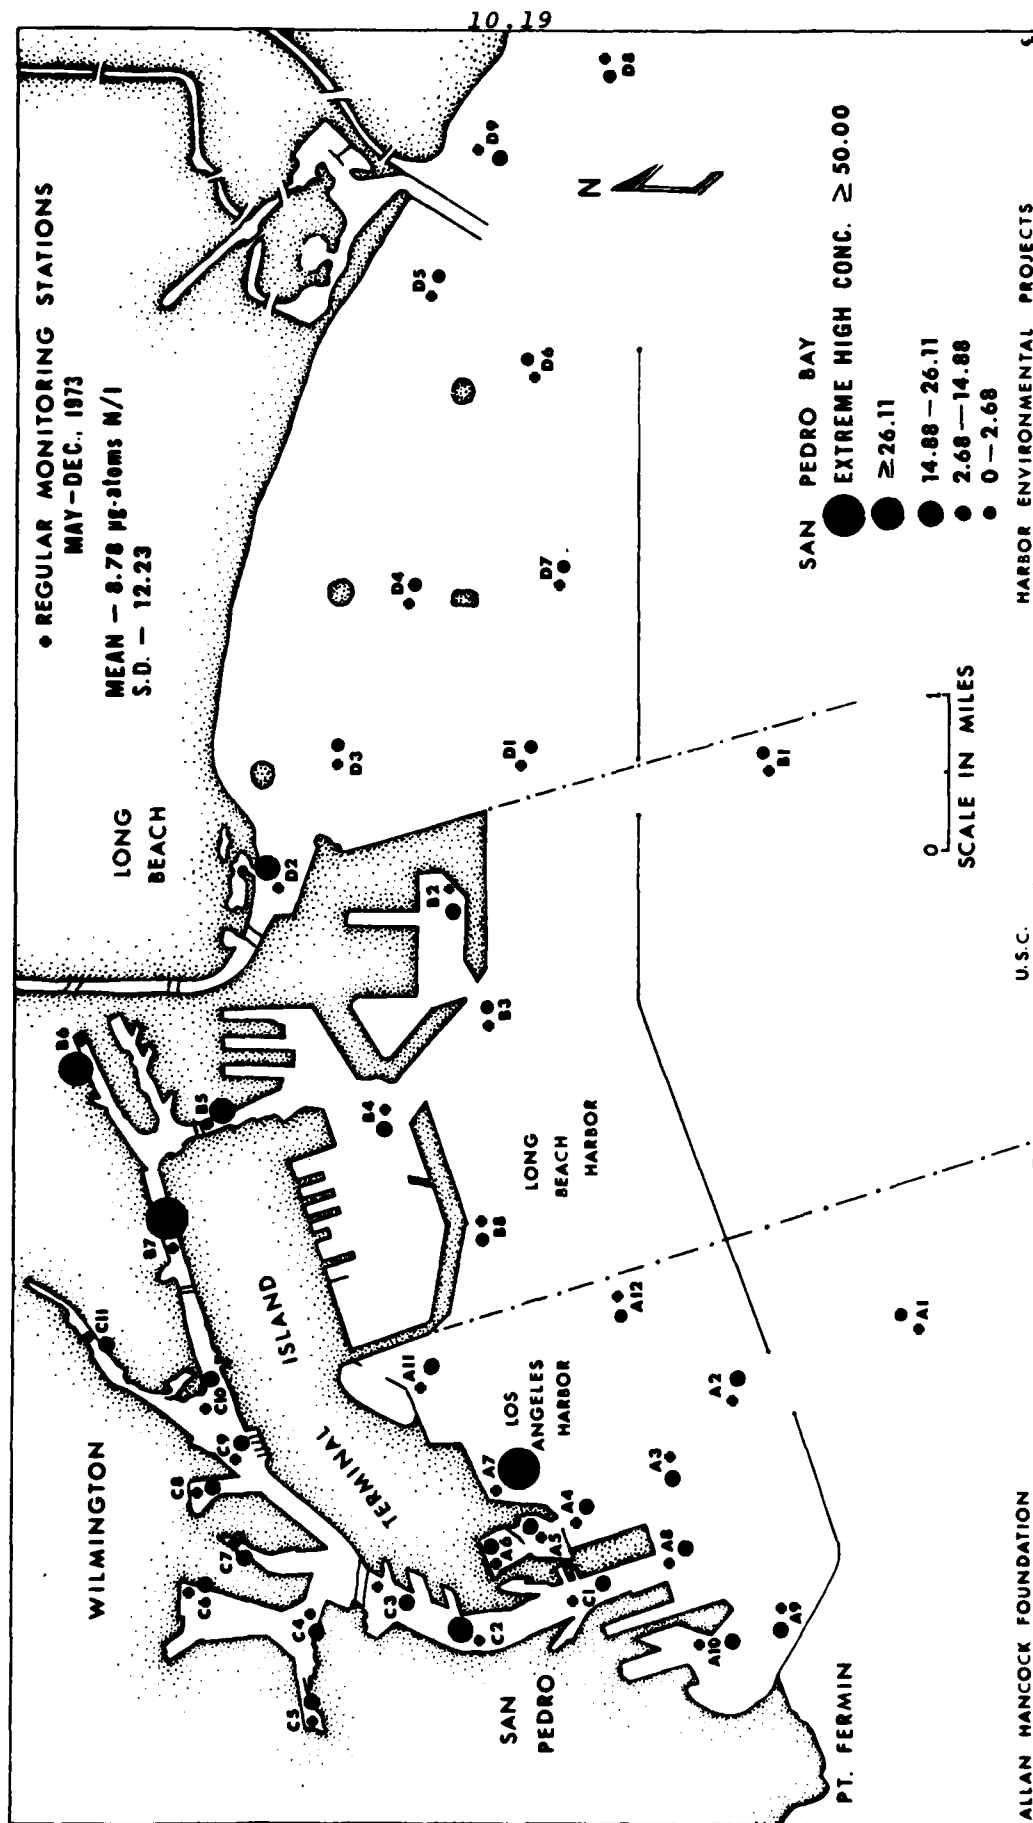 10.19
REGULAR MONITORING STATIONS
MAY-DEC., 1973
MEAN — 8.78 µg-atoms N/l
S.D. — 12.23
WILMINGTON
LONG
BEACH
TERMINAL
ISLAND
SAN
PEDRO
LOS
ANGELES
HARBOR
LONG
BEACH
HARBOR
PT. FERMIN
N
C5
C6
C7
C8
C9
C10
C11
C4
C3
C2
C1
B7
B6
B5
B4
B8
B3
B2
B1
A11
A12
A7
A6
A5
A4
A3
A2
A1
A8
A9
A10
D2
D3
D1
D4
D7
D5
D6
D9
D8
SAN PEDRO BAY
EXTREME HIGH CONC. ≥ 50.00
≥26.11
14.88—26.11
2.68—14.88
0—2.68
0 1
SCALE IN MILES
ALLAN HANCOCK FOUNDATION U.S.C. HARBOR ENVIRONMENTAL PROJECTS